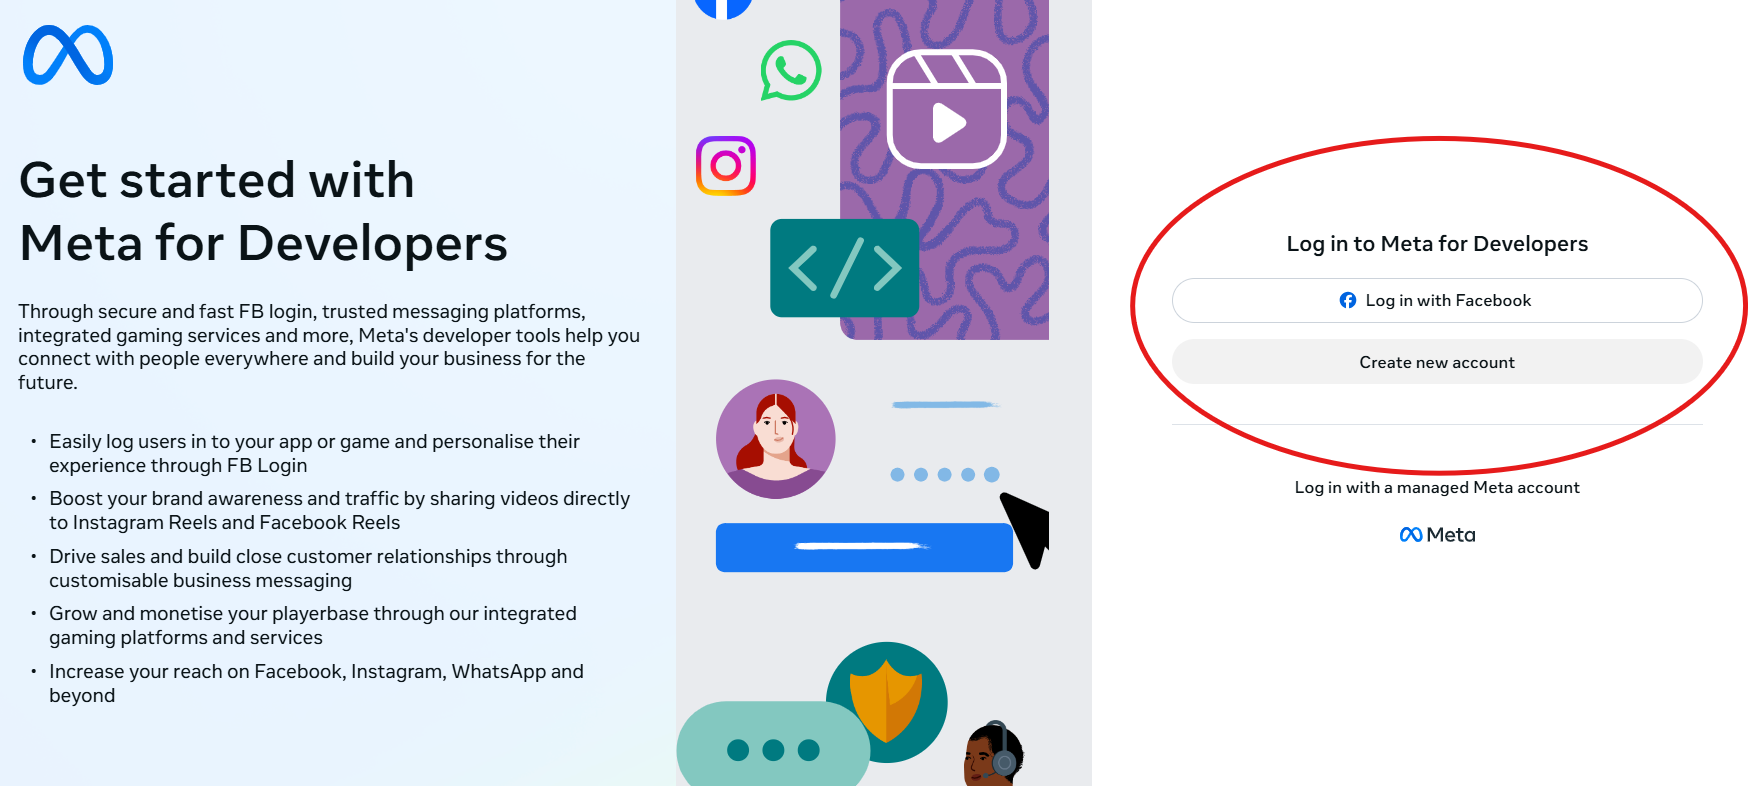 Get started with
Meta for Developers
Through secure and fast FB login, trusted messaging platforms,
integrated gaming services and more, Meta's developer tools help you
connect with people everywhere and build your business for the
future.
• Easily log users in to your app or game and personalise their
experience through FB Login
• Boost your brand awareness and traffic by sharing videos directly
to Instagram Reels and Facebook Reels
• Drive sales and build close customer relationships through
customisable business messaging
• Grow and monetise your playerbase through our integrated
gaming platforms and services
• Increase your reach on Facebook, Instagram, WhatsApp and
beyond
</>
Log in to Meta for Developers
Log in with Facebook
Create new account
Log in with a managed Meta account
Meta